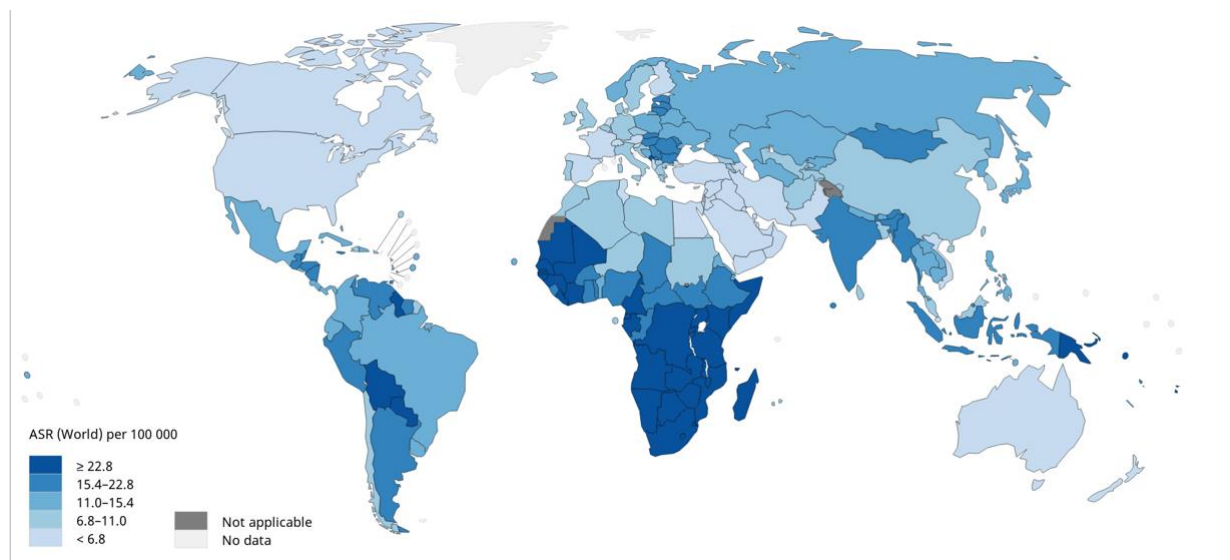 ASR (World) per 100 000
≥ 22.8
15.4–22.8
11.0–15.4
6.8–11.0
< 6.8
Not applicable
No data